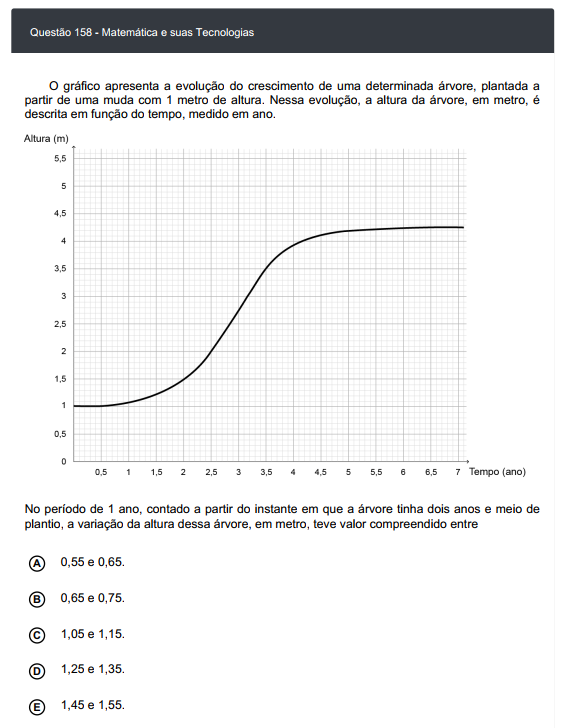 Questão 158 - Matemática e suas Tecnologias
O gráfico apresenta a evolução do crescimento de uma determinada árvore, plantada a
partir de uma muda com 1 metro de altura. Nessa evolução, a altura da árvore, em metro, é
descrita em função do tempo, medido em ano.
Altura (m)
5,5
5
4,5
4
3,5
3
2,5
2
1,5
1
0,5
0
0,5 1 1,5 2 2,5 3 3,5 4 4,5 5 5,5 6 6,5 7 Tempo (ano)
No período de 1 ano, contado a partir do instante em que a árvore tinha dois anos e meio de
plantio, a variação da altura dessa árvore, em metro, teve valor compreendido entre
A 0,55 e 0,65.
B 0,65 e 0,75.
C 1,05 e 1,15.
D 1,25 e 1,35.
E 1,45 e 1,55.